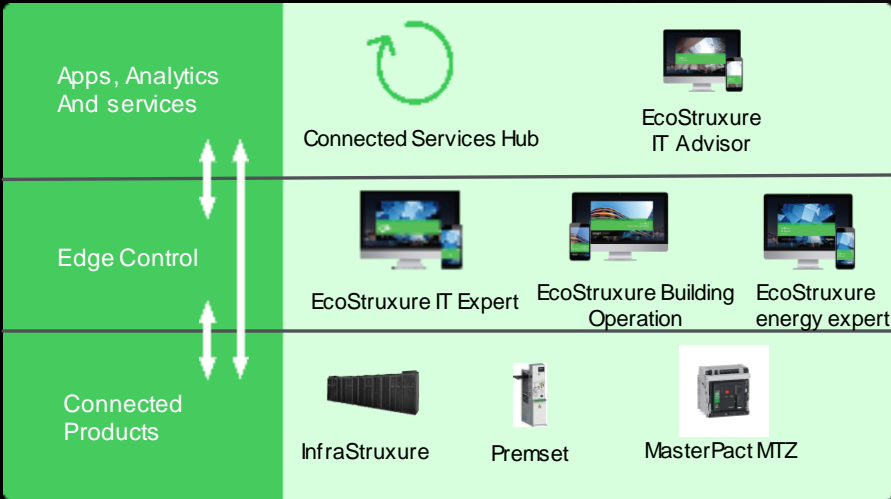 Apps, Analytics
And services
Connected Services Hub
EcoStruxure
IT Advisor
Edge Control
EcoStruxure IT Expert
EcoStruxure Building
Operation
EcoStruxure
energy expert
Connected
Products
InfraStruxure
Premset
MasterPact MTZ